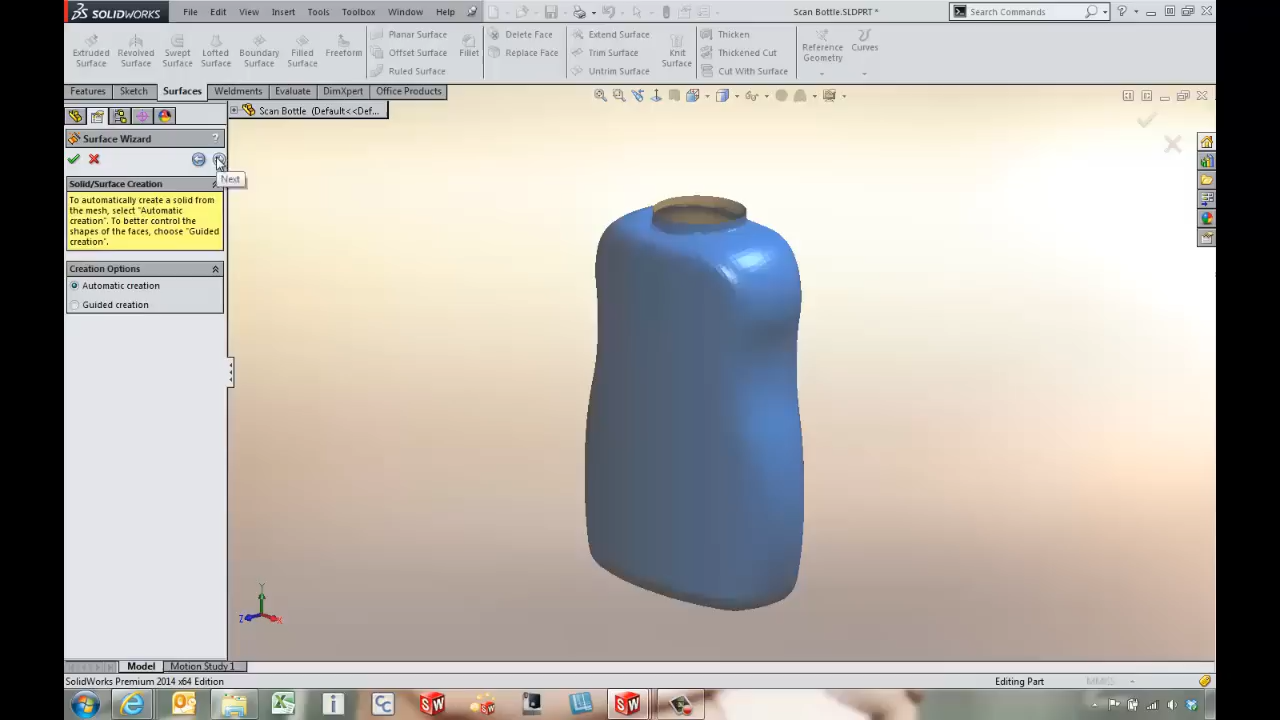 SOLIDWORKS File Edit View Insert Tools Toolbox Window Help Scan Bottle.SLDPRT * Search Commands ?
Extruded Surface
Revolved Surface
Swept Surface
Lofted Surface
Boundary Surface
Filled Surface
Freeform
Planar Surface
Offset Surface
Ruled Surface
Fillet
Delete Face
Replace Face
Extend Surface
Trim Surface
Untrim Surface
Knit Surface
Thicken
Thickened Cut
Cut With Surface
Reference Geometry
Curves
Features Sketch Surfaces Weldments Evaluate DimXpert Office Products
Scan Bottle (Default<<Def...
Surface Wizard ?
Next
Solid/Surface Creation
To automatically create a solid from
the mesh, select "Automatic
creation". To better control the
shapes of the faces, choose "Guided
creation".
Creation Options
Automatic creation
Guided creation
Y
Z
X
Model Motion Study 1
SolidWorks Premium 2014 x64 Edition Editing Part MMGS